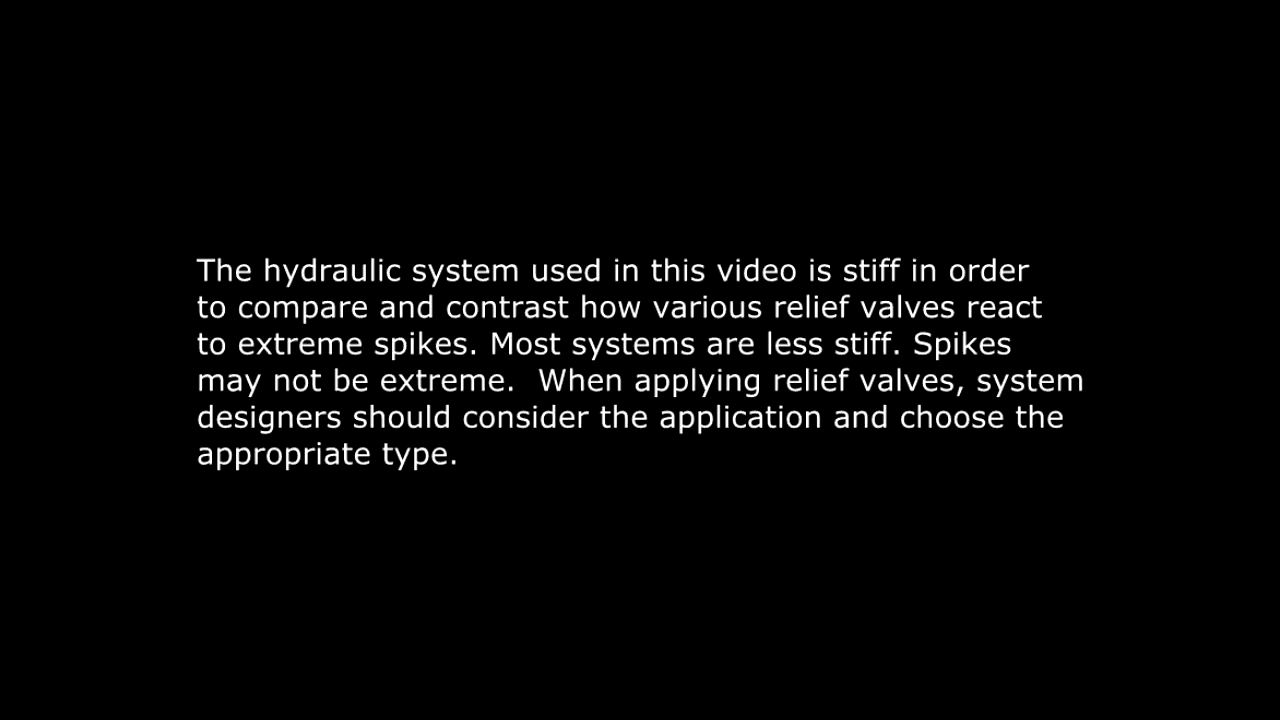 The hydraulic system used in this video is stiff in order
to compare and contrast how various relief valves react
to extreme spikes. Most systems are less stiff. Spikes
may not be extreme.  When applying relief valves, system
designers should consider the application and choose the
appropriate type.